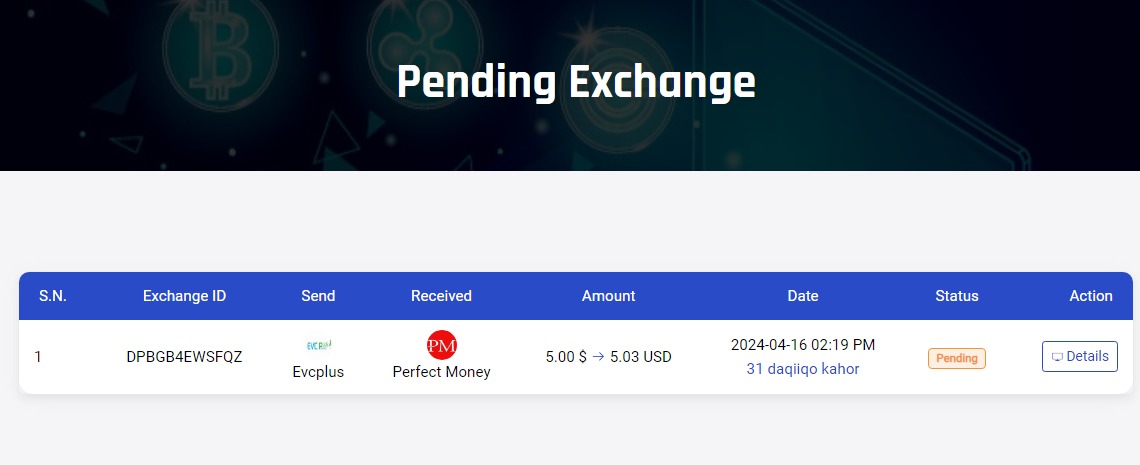 Pending Exchange
S.N. Exchange ID Send Received Amount Date Status Action
1 DPBGB4EWSFQZ Evcplus PM Perfect Money 5.00 $ → 5.03 USD 2024-04-16 02:19 PM Pending Details
31 daqiiqo kahor